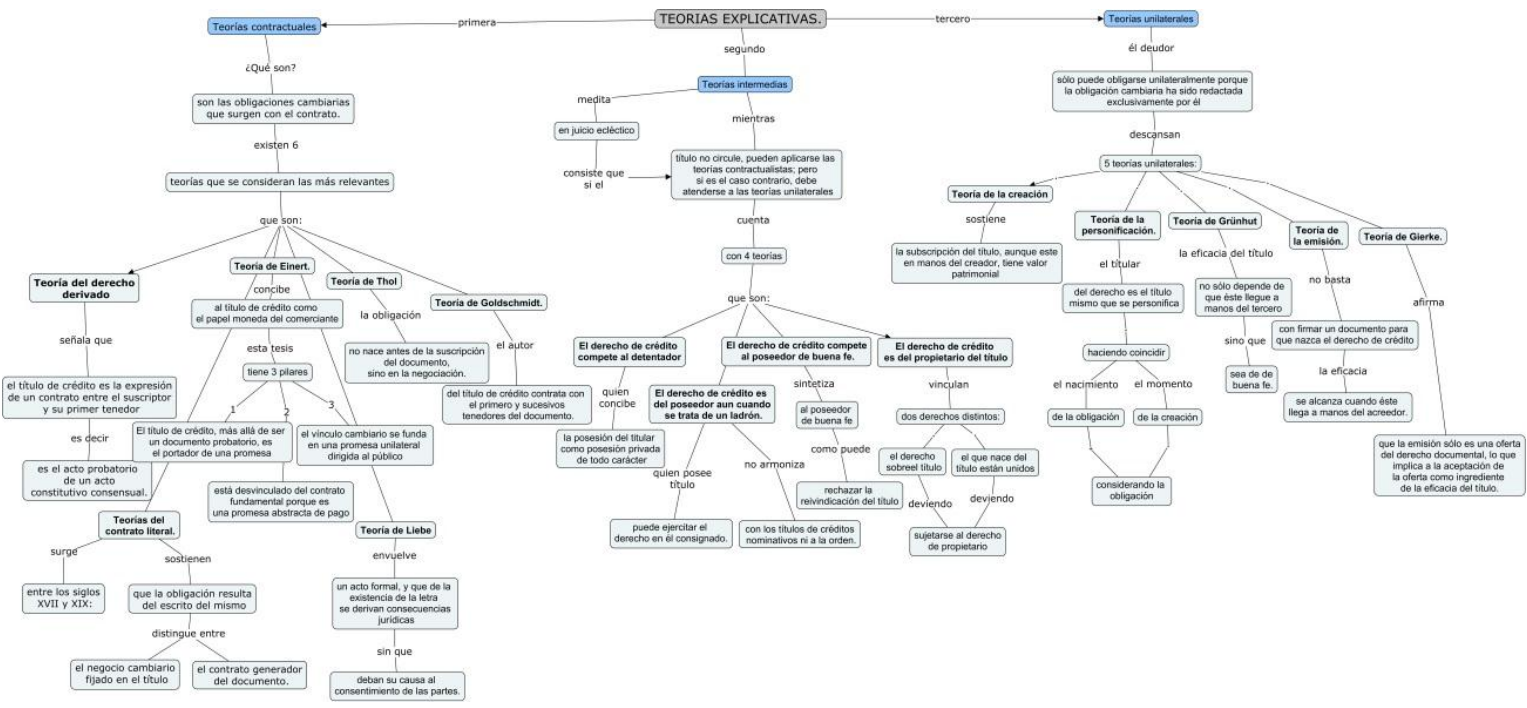 TEORIAS EXPLICATIVAS.
primera
Teorías contractuales
¿Qué son?
son las obligaciones cambiarias
que surgen con el contrato.
existen 6
teorías que se consideran las más relevantes
que son:
Teoría del derecho
derivado
señala que
el título de crédito es la expresión
de un contrato entre el suscriptor
y su primer tenedor
es decir
es el acto probatorio
de un acto
constitutivo consensual.
Teoría de Einert.
concibe
al título de crédito como
el papel moneda del comerciante
esta tesis
tiene 3 pilares
1
2
3
El título de crédito, más allá de ser
un documento probatorio, es
el portador de una promesa
está desvinculado del contrato
fundamental porque es
una promesa abstracta de pago
el vínculo cambiario se funda
en una promesa unilateral
dirigida al público
Teoría de Thol
la obligación
no nace antes de la suscripción
del documento,
sino en la negociación.
Teoría de Goldschmidt.
el autor
del título de crédito contrata con
el primero y sucesivos
tenedores del documento.
Teorías del
contrato literal.
surge
entre los siglos
XVII y XIX:
sostienen
que la obligación resulta
del escrito del mismo
distingue entre
el negocio cambiario
fijado en el título
el contrato generador
del documento.
Teoría de Liebe
envuelve
un acto formal, y que de la
existencia de la letra
se derivan consecuencias
jurídicas
sin que
deban su causa al
consentimiento de las partes.
segundo
Teorías intermedias
medita
en juicio ecléctico
consiste que
si el
mientras
título no circule, pueden aplicarse las
teorías contractualistas; pero
si es el caso contrario, debe
atenderse a las teorías unilaterales
cuenta
con 4 teorías
que son:
El derecho de crédito
compete al detentador
quien
concibe
la posesión del titular
como posesión privada
de todo carácter
El derecho de crédito es
del poseedor aun cuando
se trata de un ladrón.
quien posee
título
puede ejercitar el
derecho en él consignado.
no armoniza
con los títulos de créditos
nominativos ni a la orden.
El derecho de crédito compete
al poseedor de buena fe.
sintetiza
al poseedor
de buena fe
como puede
rechazar la
reivindicación del título
El derecho de crédito
es del propietario del título
vinculan
dos derechos distintos:
el derecho
sobreel título
el que nace del
título están unidos
deviendo
deviendo
sujetarse al derecho
de propietario
tercero
Teorías unilaterales
él deudor
sólo puede obligarse unilateralmente porque
la obligación cambiaria ha sido redactada
exclusivamente por él
descansan
5 teorías unilaterales:
Teoría de la creación
sostiene
la subscripción del título, aunque este
en manos del creador, tiene valor
patrimonial
Teoría de la
personificación.
el títular
del derecho es el título
mismo que se personifica
haciendo coincidir
el nacimiento
el momento
de la obligación
de la creación
considerando la
obligación
Teoría de Grünhut
la eficacia del título
no sólo depende de
que èste llegue a
manos del tercero
sino que
sea de de
buena fe.
Teoría de
la emisión.
no basta
con firmar un documento para
que nazca el derecho de crédito
la eficacia
se alcanza cuando éste
llega a manos del acreedor.
Teoría de Gierke.
afirma
que la emisión sólo es una oferta
del derecho documental, lo que
implica a la aceptación de
la oferta como ingrediente
de la eficacia del título.